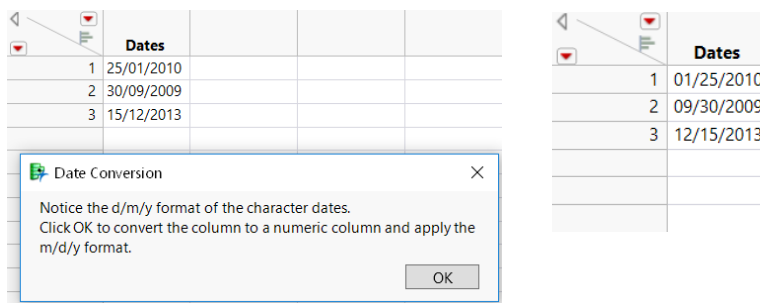 Dates
1 25/01/2010
2 30/09/2009
3 15/12/2013
Date Conversion
Notice the d/m/y format of the character dates.
Click OK to convert the column to a numeric column and apply the
m/d/y format.
OK
Dates
1 01/25/2010
2 09/30/2009
3 12/15/2013